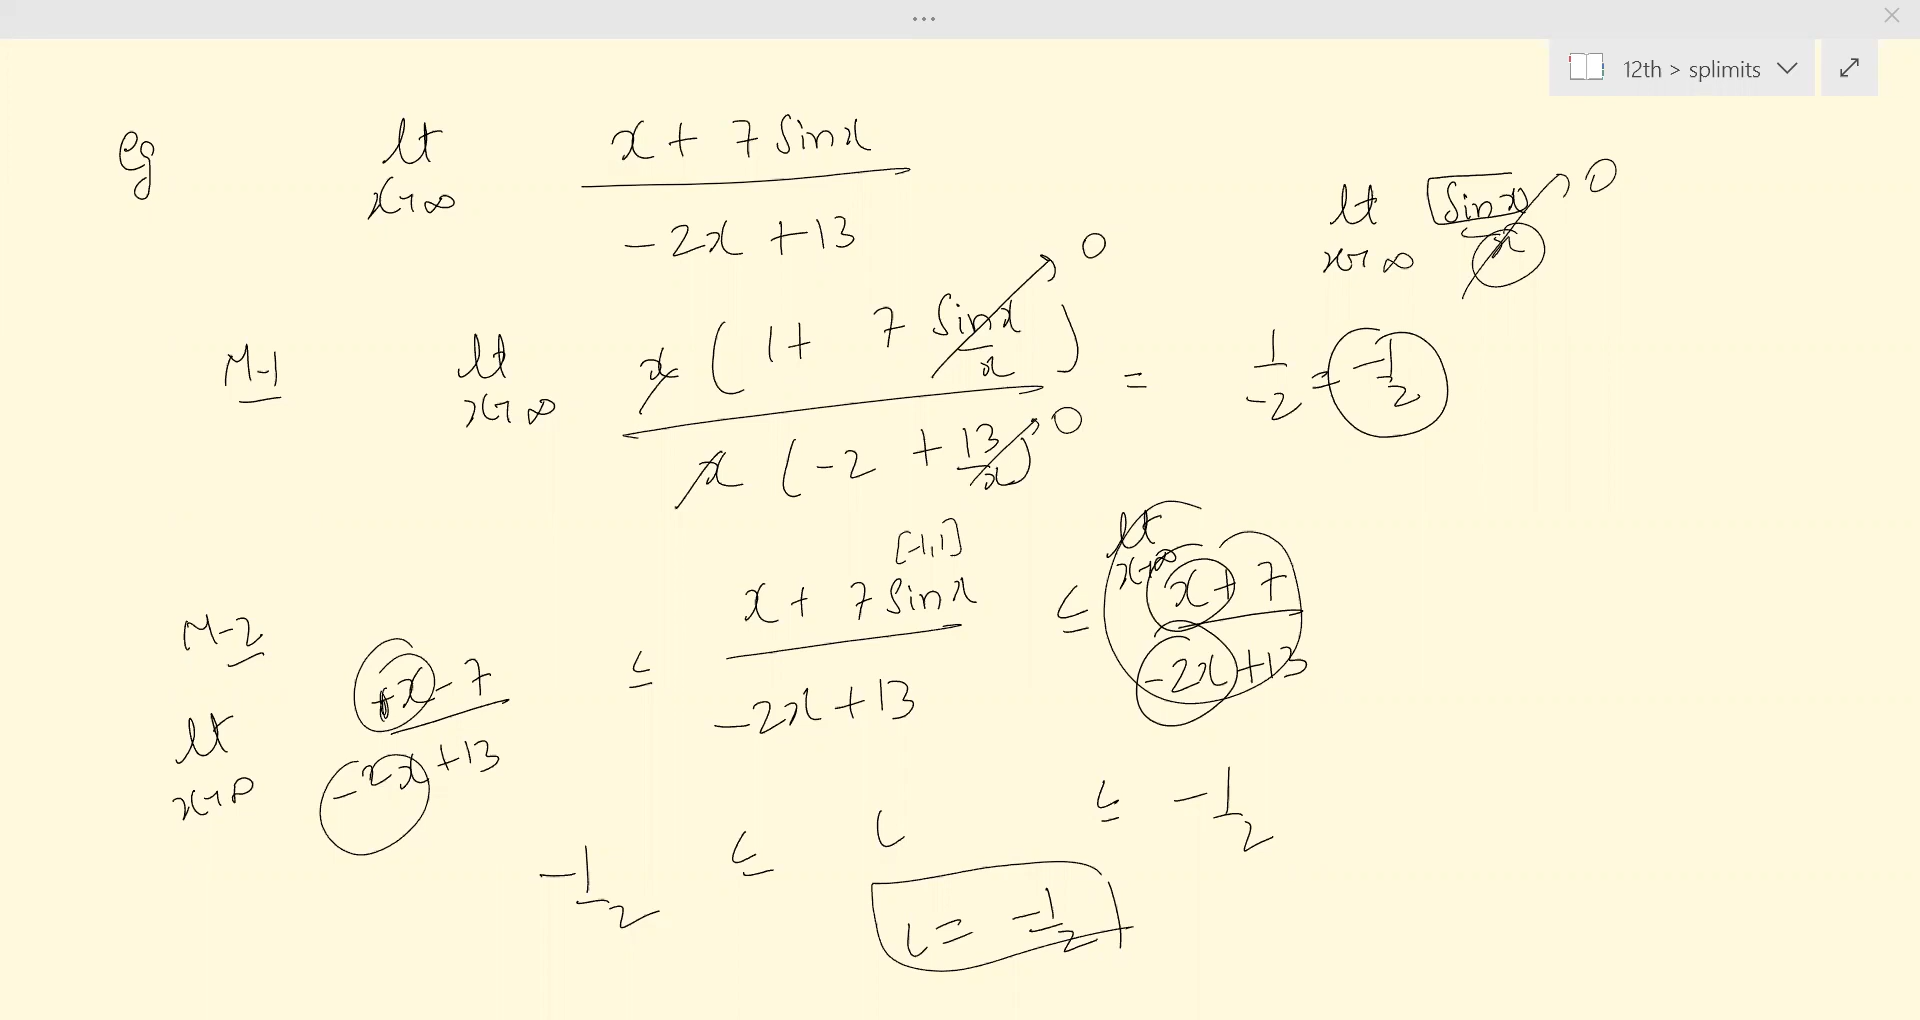 12th > splimits
eg lt x→∞ (x + 7 sinx)/(-2x + 13)
lt x→∞ sinx/x → 0
M-1 lt x→∞ x(1 + 7 sinx/x)/x(-2 + 13/x) = 1/-2 = -1/2
0
0
[-1,1]
M-2 lt x→∞ (+x-7)/(-2x+13) ≤ (x + 7 sinx)/(-2x+13) ≤ lt x→∞ (x+7)/(-2x+13)
-1/2 ≤ L ≤ -1/2
L = -1/2